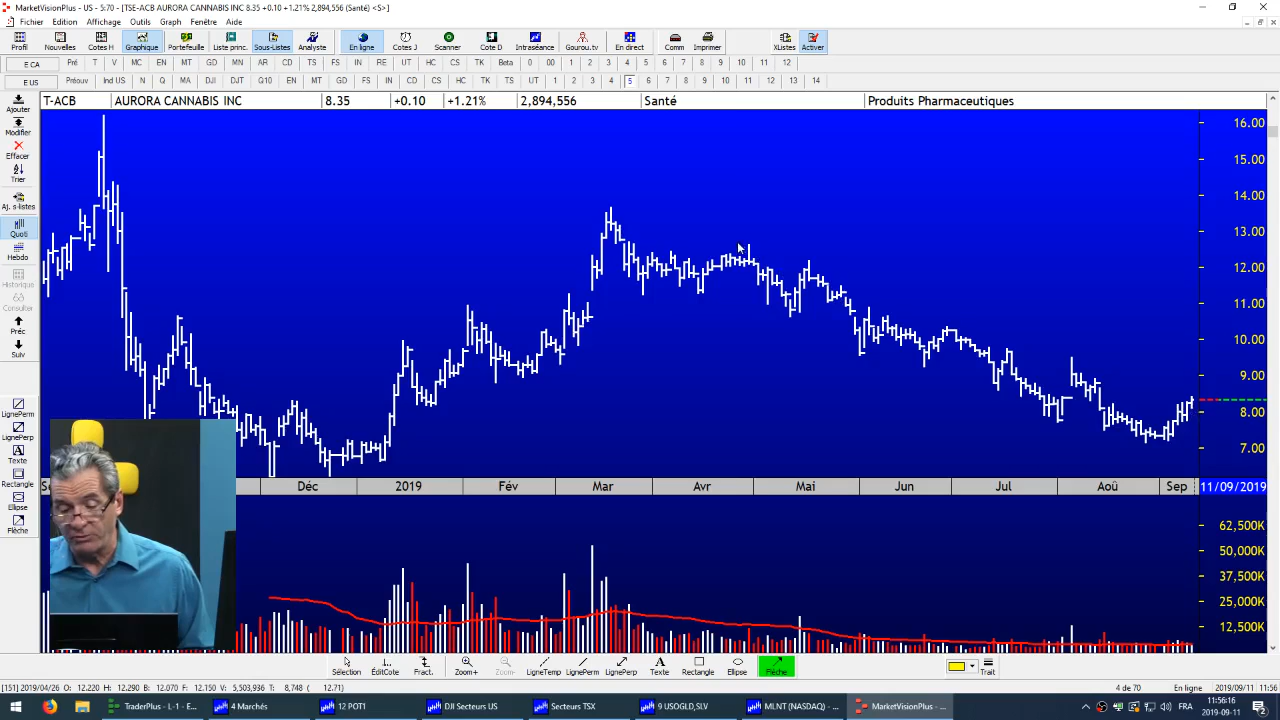 MarketVisionPlus - US - 5:70 - [TSE-ACB AURORA CANNABIS INC 8.35 +0.10 +1.21% 2,894,556 (Santé) <S>]
Fichier Edition Affichage Outils Graph Fenêtre Aide
Profil Nouvelles Cotes H Graphique Portefeuille Liste princ. Sous-Listes Analyste En ligne Cotes J Scanner Cote D Intraséance Gourou.tv En direct Comm Imprimer XListes Activer
E CA Pré T V MC EN MT GD DJ DN AR CD TS FS IN RE UT HC CS TK Beta 0 00 1 2 3 4 5 6 7 8 9 10 11 12
E US Préouv Ind US N Q MA DJI DJT Q10 EN MT GD FS IN CD CS HC TK TS UT 1 2 3 4 5 6 7 8 9 10 11 12 13 14
T-ACB AURORA CANNABIS INC 8.35 +0.10 +1.21% 2,894,556 Santé Produits Pharmaceutiques
Ajouter
Modifier
Effacer
Trier
Aj. s-listes
Quoti
Hebdo
Historique
Consulter
Préc
Suiv
LignePerm
LignePerp
Texte
Rectangle
Ellipse
Flèche
16.00
15.00
14.00
13.00
12.00
11.00
10.00
9.00
8.00
7.00
Déc 2019 Fév Mar Avr Mai Jun Jul Aoû Sep 11/09/2019
62,500K
50,000K
37,500K
25,000K
12,500K
Sélection EditCote Fract. Zoom+ Zoom- LigneTemp LignePerm LignePerp Texte Rectangle Ellipse Flèche Trait
[151] 2019/04/26 O: 12.220 H: 12.290 B: 12.070 F: 12.150 V: 5,503,936 T: 8,748 ( 12.71) 4 de 70 En ligne 2019/09/11 11:56
TraderPlus - L-1 - E... 4 Marchés 12 POT1 DJI Secteurs US Secteurs TSX 9 USOGLD,SLV MLNT (NASDAQ) - ... MarketVisionPlus - ... FRA 11:56:16
2019-09-11